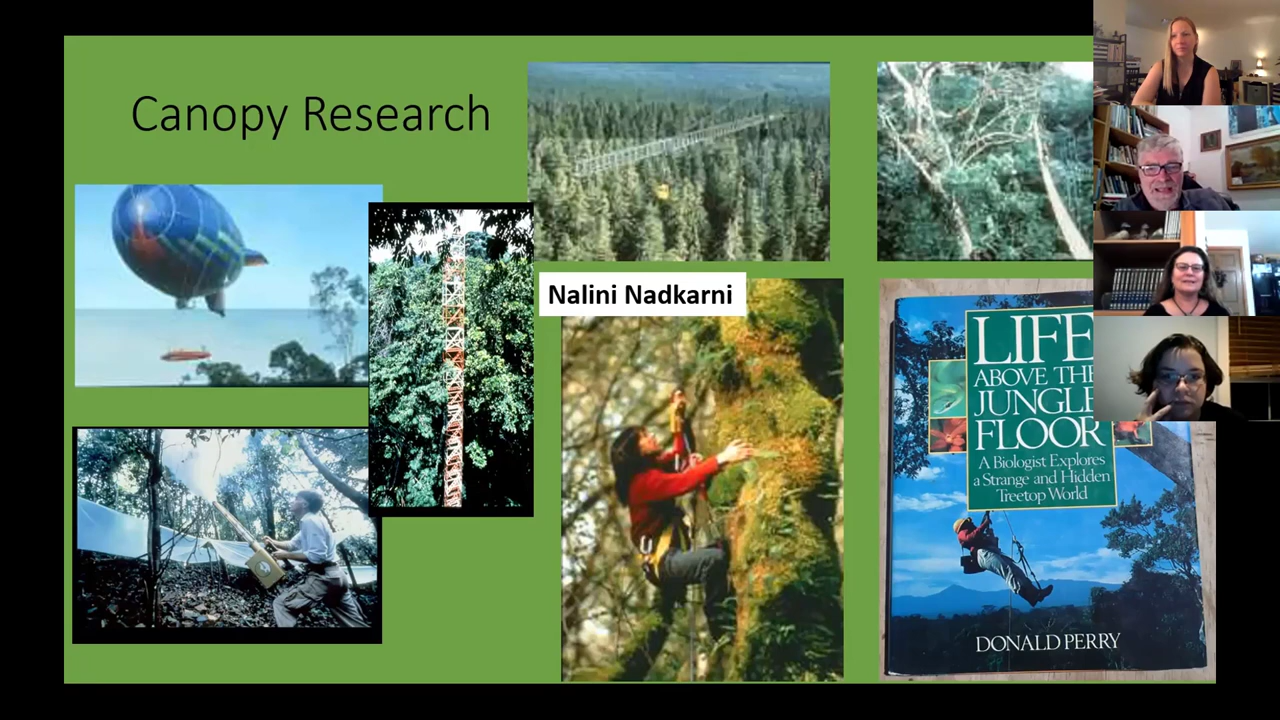 Canopy Research
Nalini Nadkarni
LIFE
ABOVE THE
JUNGLE
FLOOR
A Biologist Explores
a Strange and Hidden
Treetop World
DONALD PERRY